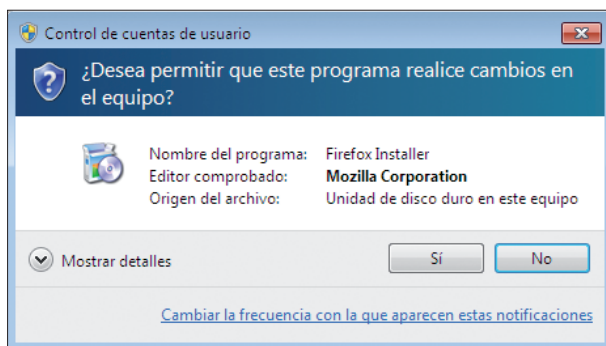 Control de cuentas de usuario
¿Desea permitir que este programa realice cambios en
el equipo?
Nombre del programa: Firefox Installer
Editor comprobado: Mozilla Corporation
Origen del archivo: Unidad de disco duro en este equipo
Mostrar detalles Sí No
Cambiar la frecuencia con la que aparecen estas notificaciones